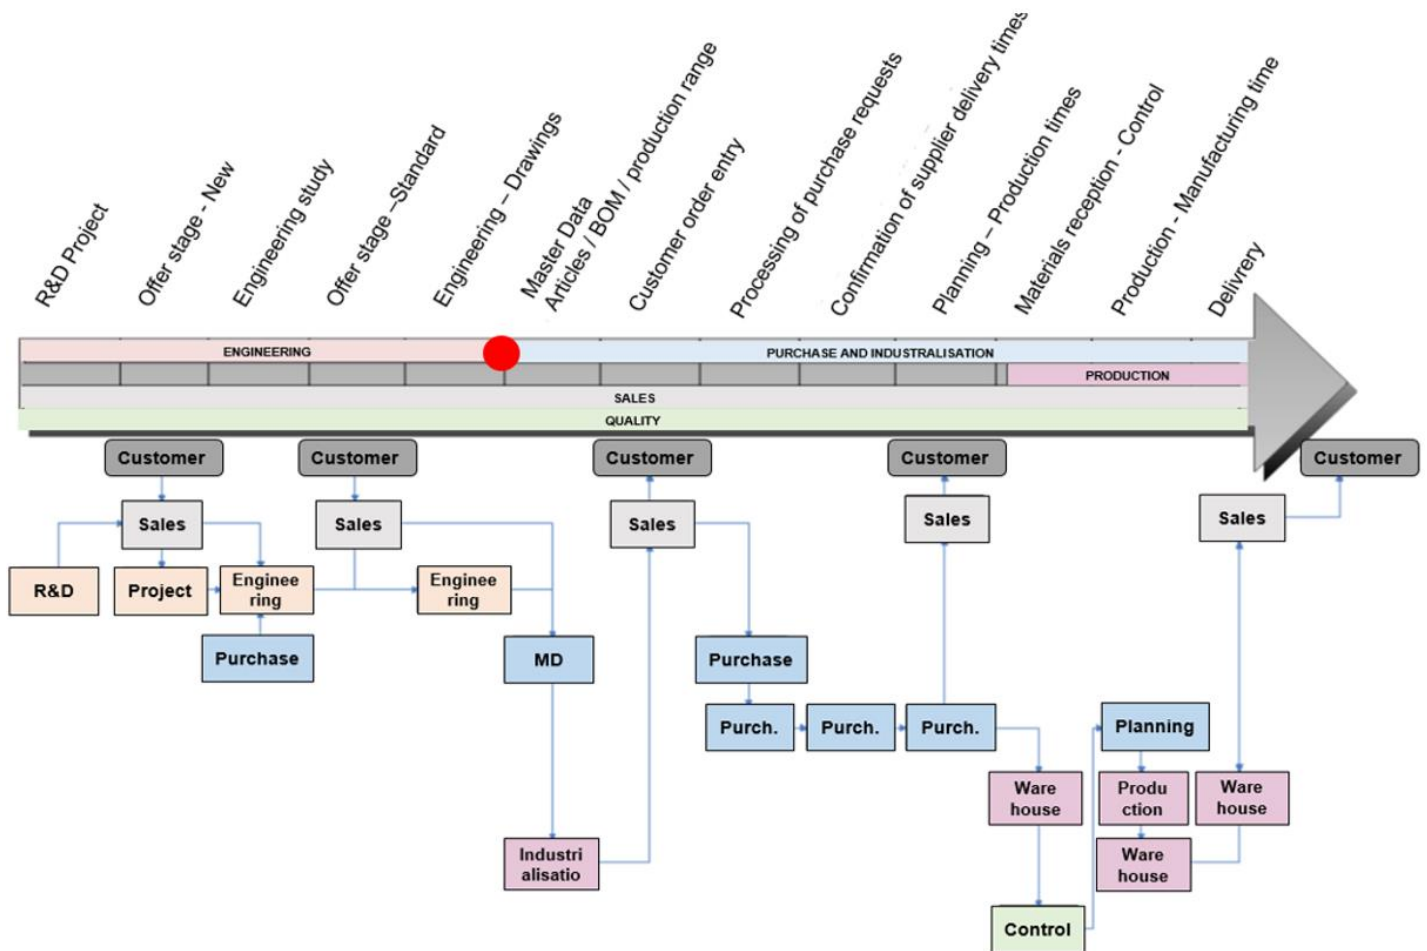 R&D Project
Offer stage - New
Engineering study
Offer stage –Standard
Engineering – Drawings
Master Data
Articles / BOM / production range
Customer order entry
Processing of purchase requests
Confirmation of supplier delivery times
Planning – Production times
Materials reception - Control
Production - Manufacturing time
Delivrery
ENGINEERING
PURCHASE AND INDUSTRALISATION
PRODUCTION
SALES
QUALITY
Customer
Customer
Customer
Customer
Customer
Sales
Sales
Sales
Sales
Sales
R&D
Project
Enginee
ring
Enginee
ring
Purchase
MD
Purchase
Purch.
Purch.
Purch.
Planning
Ware
house
Produ
ction
Ware
house
Industri
alisatio
Ware
house
Control